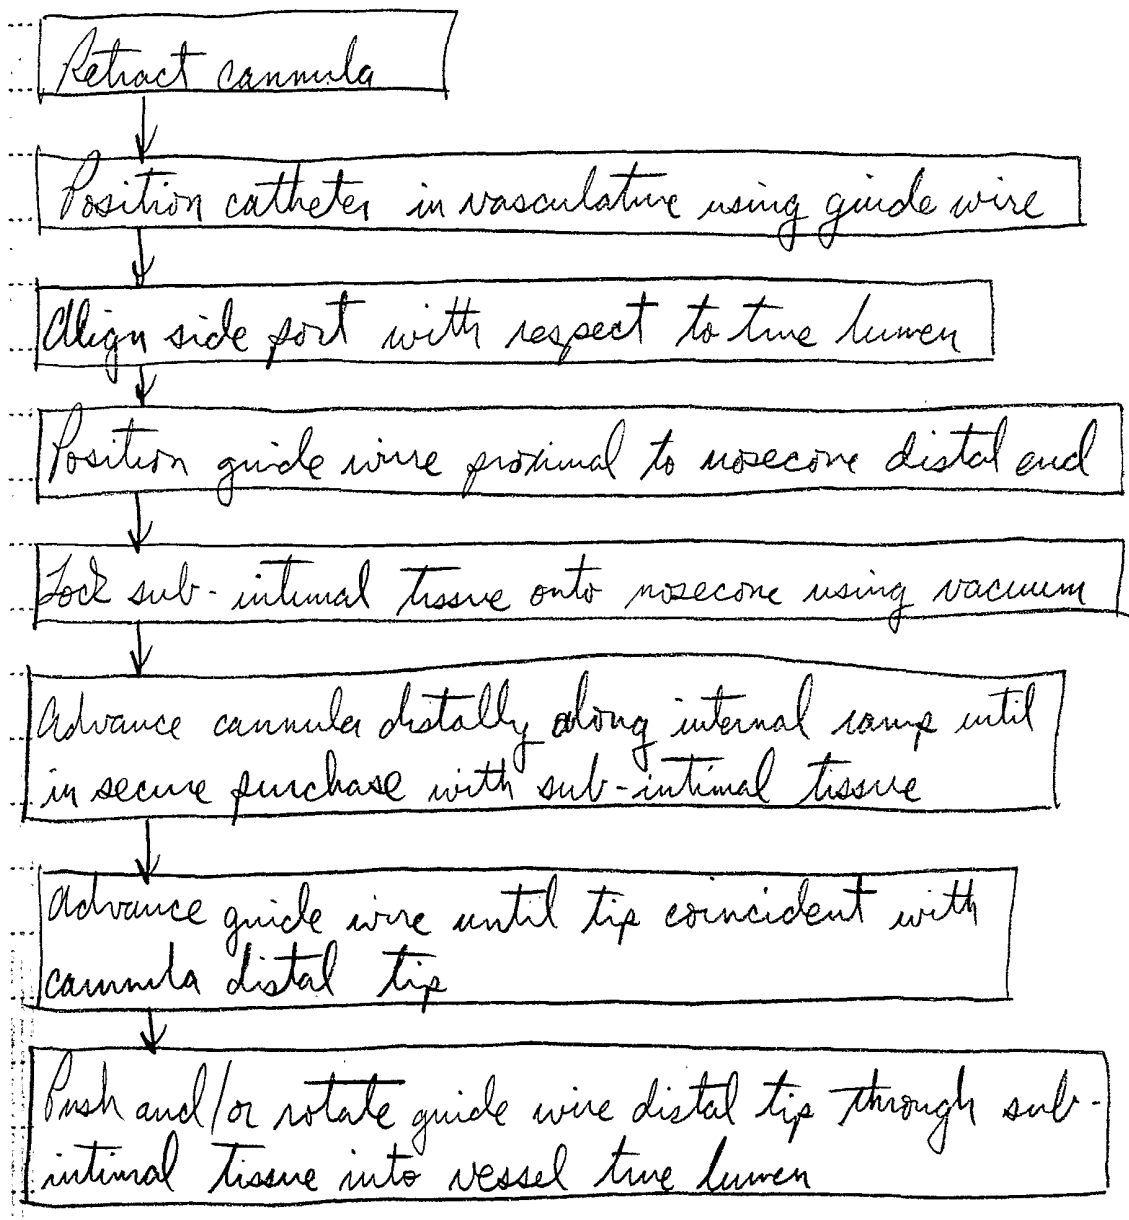 Retract cannula
Position catheter in vasculature using guide wire
Align side port with respect to true lumen
Position guide wire proximal to nosecone distal end
Lock sub-intimal tissue onto nosecone using vacuum
Advance cannula distally along internal ramp until
in secure purchase with sub-intimal tissue
Advance guide wire until tip coincident with
cannula distal tip
Push and/or rotate guide wire distal tip through sub-
intimal tissue into vessel true lumen